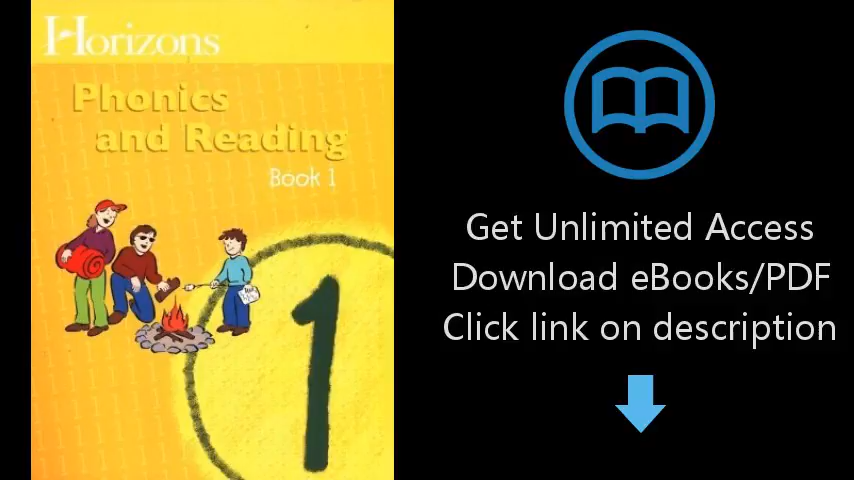 Horizons
Phonics
and Reading
Book 1
1
Get Unlimited Access
Download eBooks/PDF
Click link on description